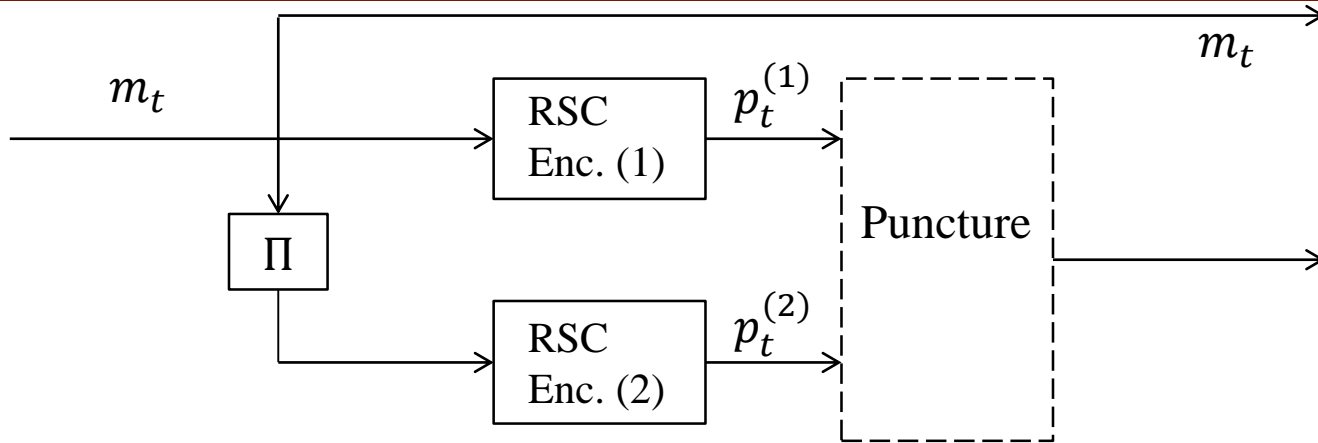 m_t
m_t
RSC
Enc. (1)
p_t^{(1)}
Puncture
Π
RSC
Enc. (2)
p_t^{(2)}